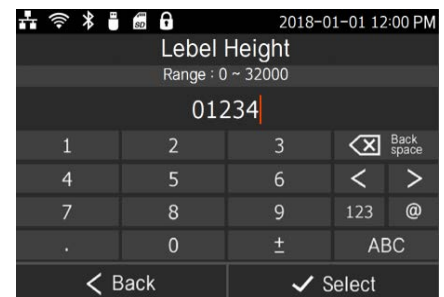 SD 2018-01-01 12:00 PM
Lebel Height
Range : 0 ~ 32000
01234
1 2 3 Back space
4 5 6 < >
7 8 9 123 @
. 0 ± ABC
< Back ✓ Select